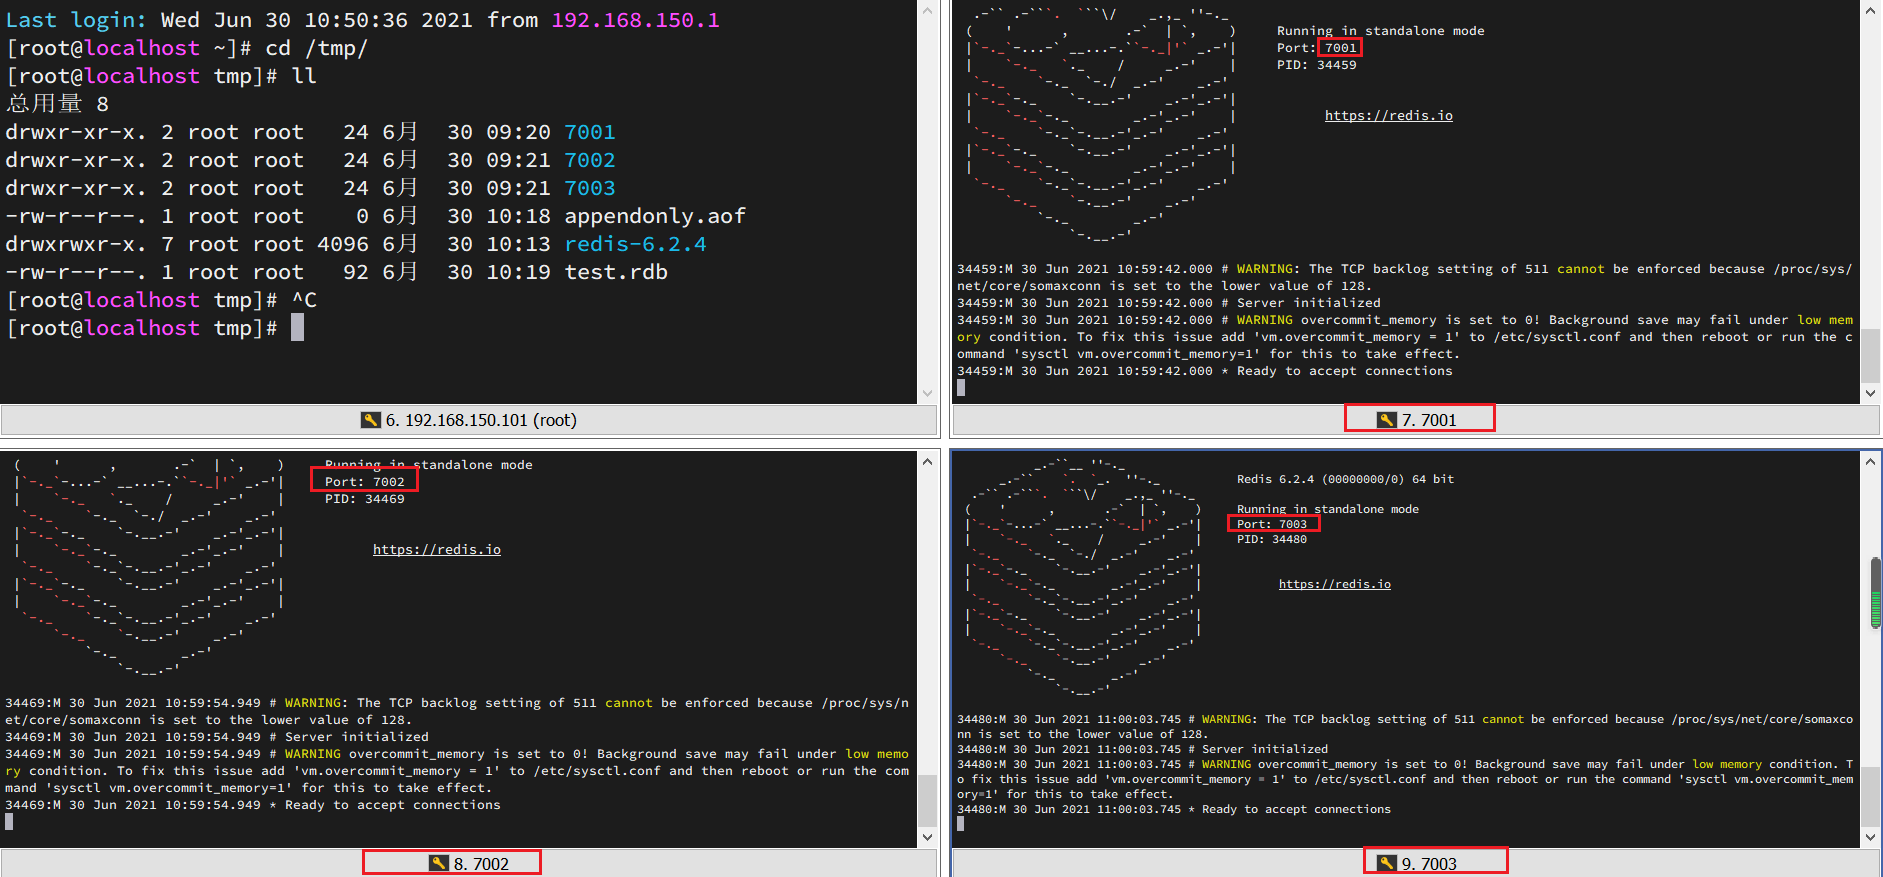 Last login: Wed Jun 30 10:50:36 2021 from 192.168.150.1
[root@localhost ~]# cd /tmp/
[root@localhost tmp]# ll
总用量 8
drwxr-xr-x. 2 root root   24 6月  30 09:20 7001
drwxr-xr-x. 2 root root   24 6月  30 09:21 7002
drwxr-xr-x. 2 root root   24 6月  30 09:21 7003
-rw-r--r--. 1 root root    0 6月  30 10:18 appendonly.aof
drwxrwxr-x. 7 root root 4096 6月  30 10:13 redis-6.2.4
-rw-r--r--. 1 root root   92 6月  30 10:19 test.rdb
[root@localhost tmp]# ^C
[root@localhost tmp]#
6. 192.168.150.101 (root)
Running in standalone mode
Port: 7001
PID: 34459
https://redis.io
34459:M 30 Jun 2021 10:59:42.000 # WARNING: The TCP backlog setting of 511 cannot be enforced because /proc/sys/
net/core/somaxconn is set to the lower value of 128.
34459:M 30 Jun 2021 10:59:42.000 # Server initialized
34459:M 30 Jun 2021 10:59:42.000 # WARNING overcommit_memory is set to 0! Background save may fail under low mem
ory condition. To fix this issue add 'vm.overcommit_memory = 1' to /etc/sysctl.conf and then reboot or run the c
ommand 'sysctl vm.overcommit_memory=1' for this to take effect.
34459:M 30 Jun 2021 10:59:42.000 * Ready to accept connections
7. 7001
Running in standalone mode
Port: 7002
PID: 34469
https://redis.io
34469:M 30 Jun 2021 10:59:54.949 # WARNING: The TCP backlog setting of 511 cannot be enforced because /proc/sys/n
et/core/somaxconn is set to the lower value of 128.
34469:M 30 Jun 2021 10:59:54.949 # Server initialized
34469:M 30 Jun 2021 10:59:54.949 # WARNING overcommit_memory is set to 0! Background save may fail under low memo
ry condition. To fix this issue add 'vm.overcommit_memory = 1' to /etc/sysctl.conf and then reboot or run the com
mand 'sysctl vm.overcommit_memory=1' for this to take effect.
34469:M 30 Jun 2021 10:59:54.949 * Ready to accept connections
8. 7002
Redis 6.2.4 (00000000/0) 64 bit
Running in standalone mode
Port: 7003
PID: 34480
https://redis.io
34480:M 30 Jun 2021 11:00:03.745 # WARNING: The TCP backlog setting of 511 cannot be enforced because /proc/sys/net/core/somaxco
nn is set to the lower value of 128.
34480:M 30 Jun 2021 11:00:03.745 # Server initialized
34480:M 30 Jun 2021 11:00:03.745 # WARNING overcommit_memory is set to 0! Background save may fail under low memory condition. T
o fix this issue add 'vm.overcommit_memory = 1' to /etc/sysctl.conf and then reboot or run the command 'sysctl vm.overcommit_mem
ory=1' for this to take effect.
34480:M 30 Jun 2021 11:00:03.745 * Ready to accept connections
9. 7003